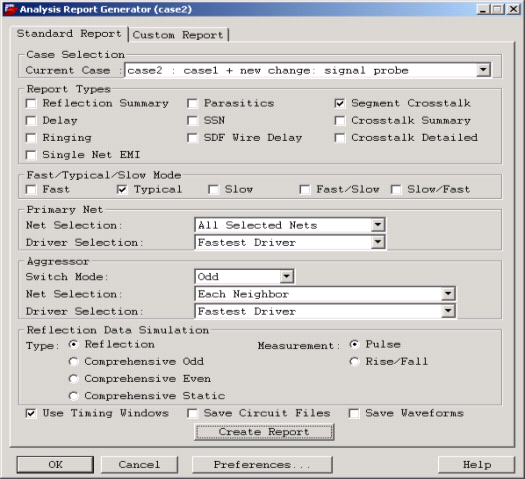 Analysis Report Generator (case2)
Standard Report Custom Report
Case Selection
Current Case : case2 : case1 + new change: signal probe
Report Types
Reflection Summary Parasitics Segment Crosstalk
Delay SSN Crosstalk Summary
Ringing SDF Wire Delay Crosstalk Detailed
Single Net EMI
Fast/Typical/Slow Mode
Fast Typical Slow Fast/Slow Slow/Fast
Primary Net
Net Selection: All Selected Nets
Driver Selection: Fastest Driver
Aggressor
Switch Mode: Odd
Net Selection: Each Neighbor
Driver Selection: Fastest Driver
Reflection Data Simulation
Type: Reflection Measurement: Pulse
Comprehensive Odd Rise/Fall
Comprehensive Even
Comprehensive Static
Use Timing Windows Save Circuit Files Save Waveforms
Create Report
OK Cancel Preferences... Help